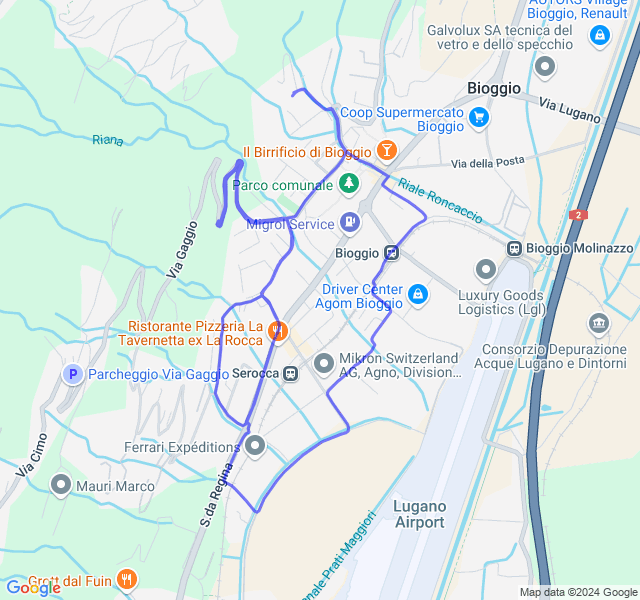 AUTORS Village
Bioggio, Renault
Galvolux SA tecnica del
vetro e dello specchio
Bioggio
Via Lugano
Coop Supermercato
Bioggio
Riana
Il Birrificio di Bioggio
Via della Posta
Parco comunale
Riale Roncaccio
2
Migrol Service
Via Gaggio
Bioggio
Bioggio Molinazzo
Driver Center
Agom Bioggio
Luxury Goods
Logistics (Lgl)
Ristorante Pizzeria La
Tavernetta ex La Rocca
Consorzio Depurazione
Acque Lugano e Dintorni
Mikron Switzerland
AG, Agno, Division...
P
Parcheggio Via Gaggio
Serocca
Via Cimo
Ferrari Expéditions
Mauri Marco
S.da Regina
Lugano
Airport
Prati Maggiori
Grott dal Fuin
Google
Map data ©2024 Google